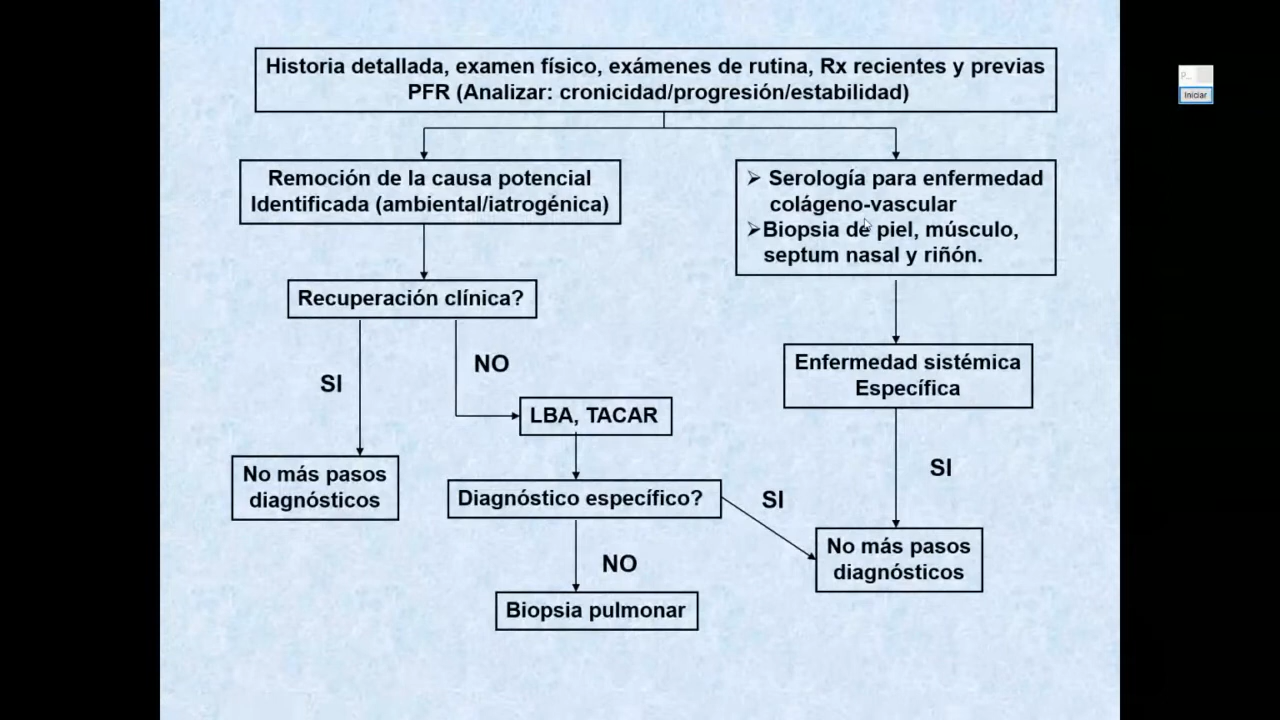 Historia detallada, examen físico, exámenes de rutina, Rx recientes y previas
PFR (Analizar: cronicidad/progresión/estabilidad)
P...
Iniciar
Remoción de la causa potencial
Identificada (ambiental/iatrogénica)
➢ Serología para enfermedad
colágeno-vascular
➢Biopsia de piel, músculo,
septum nasal y riñón.
Recuperación clínica?
Enfermedad sistémica
Específica
SI
NO
LBA, TACAR
No más pasos
diagnósticos
Diagnóstico específico?
SI
SI
No más pasos
diagnósticos
NO
Biopsia pulmonar